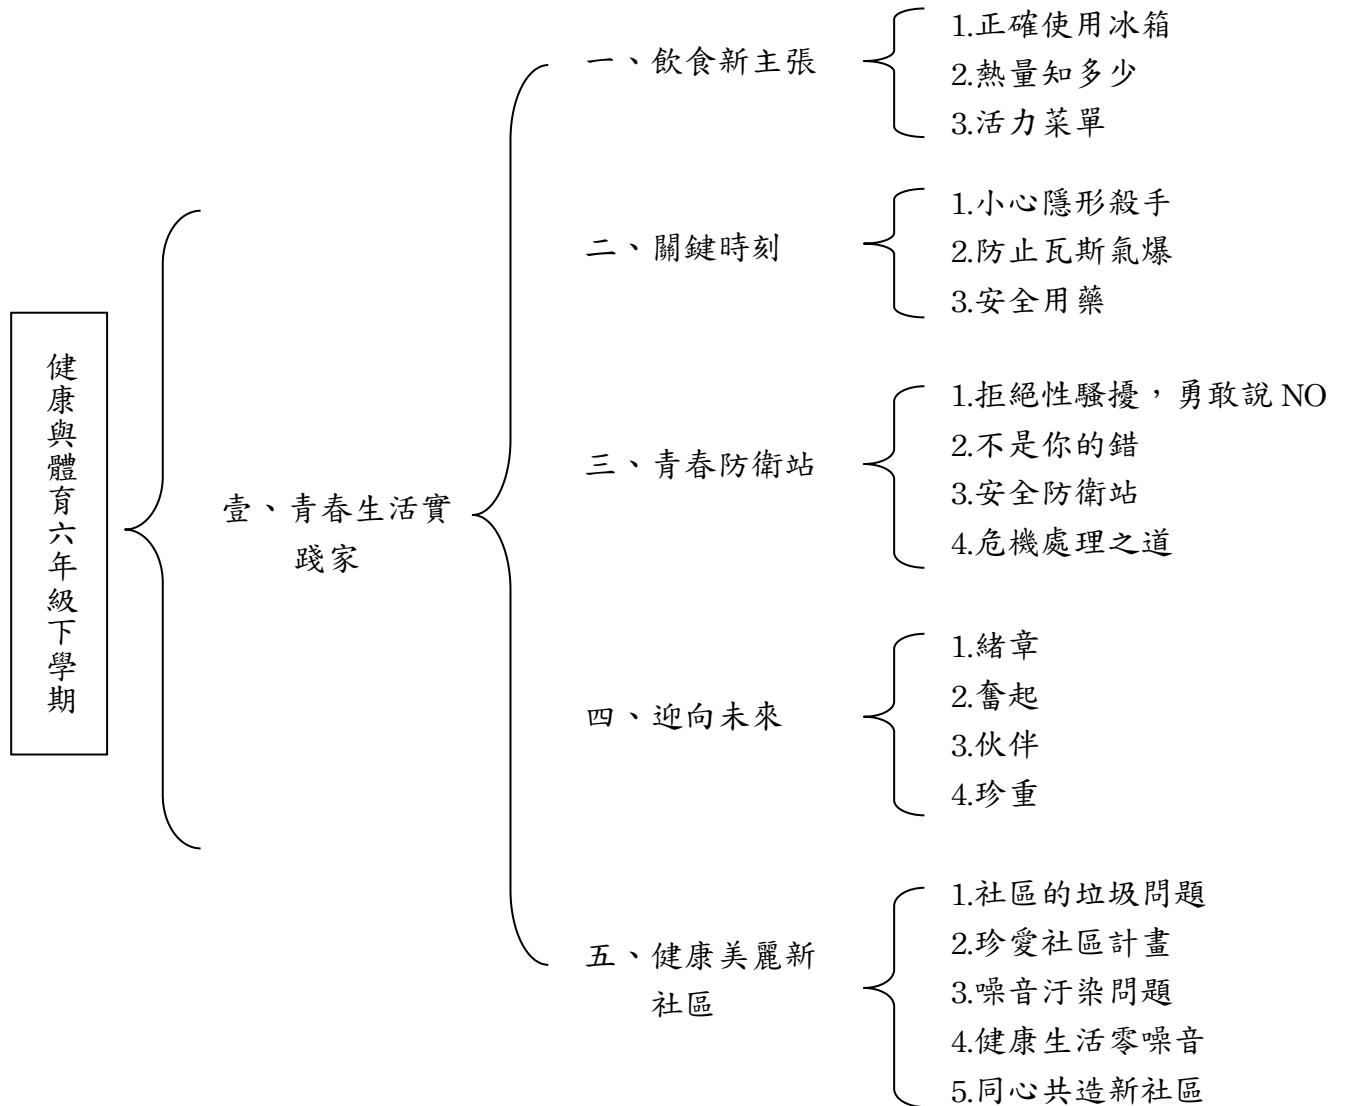 健康與體育六年級下學期
壹、青春生活實
踐家
一、飲食新主張
1.正確使用冰箱
2.熱量知多少
3.活力菜單
二、關鍵時刻
1.小心隱形殺手
2.防止瓦斯氣爆
3.安全用藥
三、青春防衛站
1.拒絕性騷擾，勇敢說 NO
2.不是你的錯
3.安全防衛站
4.危機處理之道
四、迎向未來
1.緒章
2.奮起
3.伙伴
4.珍重
五、健康美麗新
社區
1.社區的垃圾問題
2.珍愛社區計畫
3.噪音汙染問題
4.健康生活零噪音
5.同心共造新社區